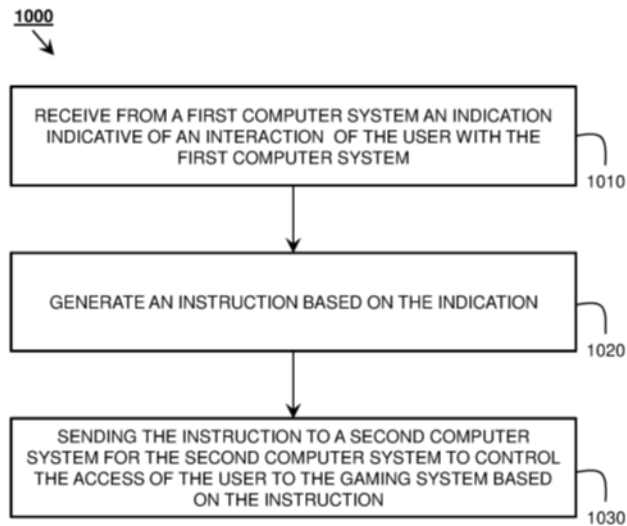 1000
RECEIVE FROM A FIRST COMPUTER SYSTEM AN INDICATION
INDICATIVE OF AN INTERACTION OF THE USER WITH THE
FIRST COMPUTER SYSTEM
1010
GENERATE AN INSTRUCTION BASED ON THE INDICATION
1020
SENDING THE INSTRUCTION TO A SECOND COMPUTER
SYSTEM FOR THE SECOND COMPUTER SYSTEM TO CONTROL
THE ACCESS OF THE USER TO THE GAMING SYSTEM BASED
ON THE INSTRUCTION
1030